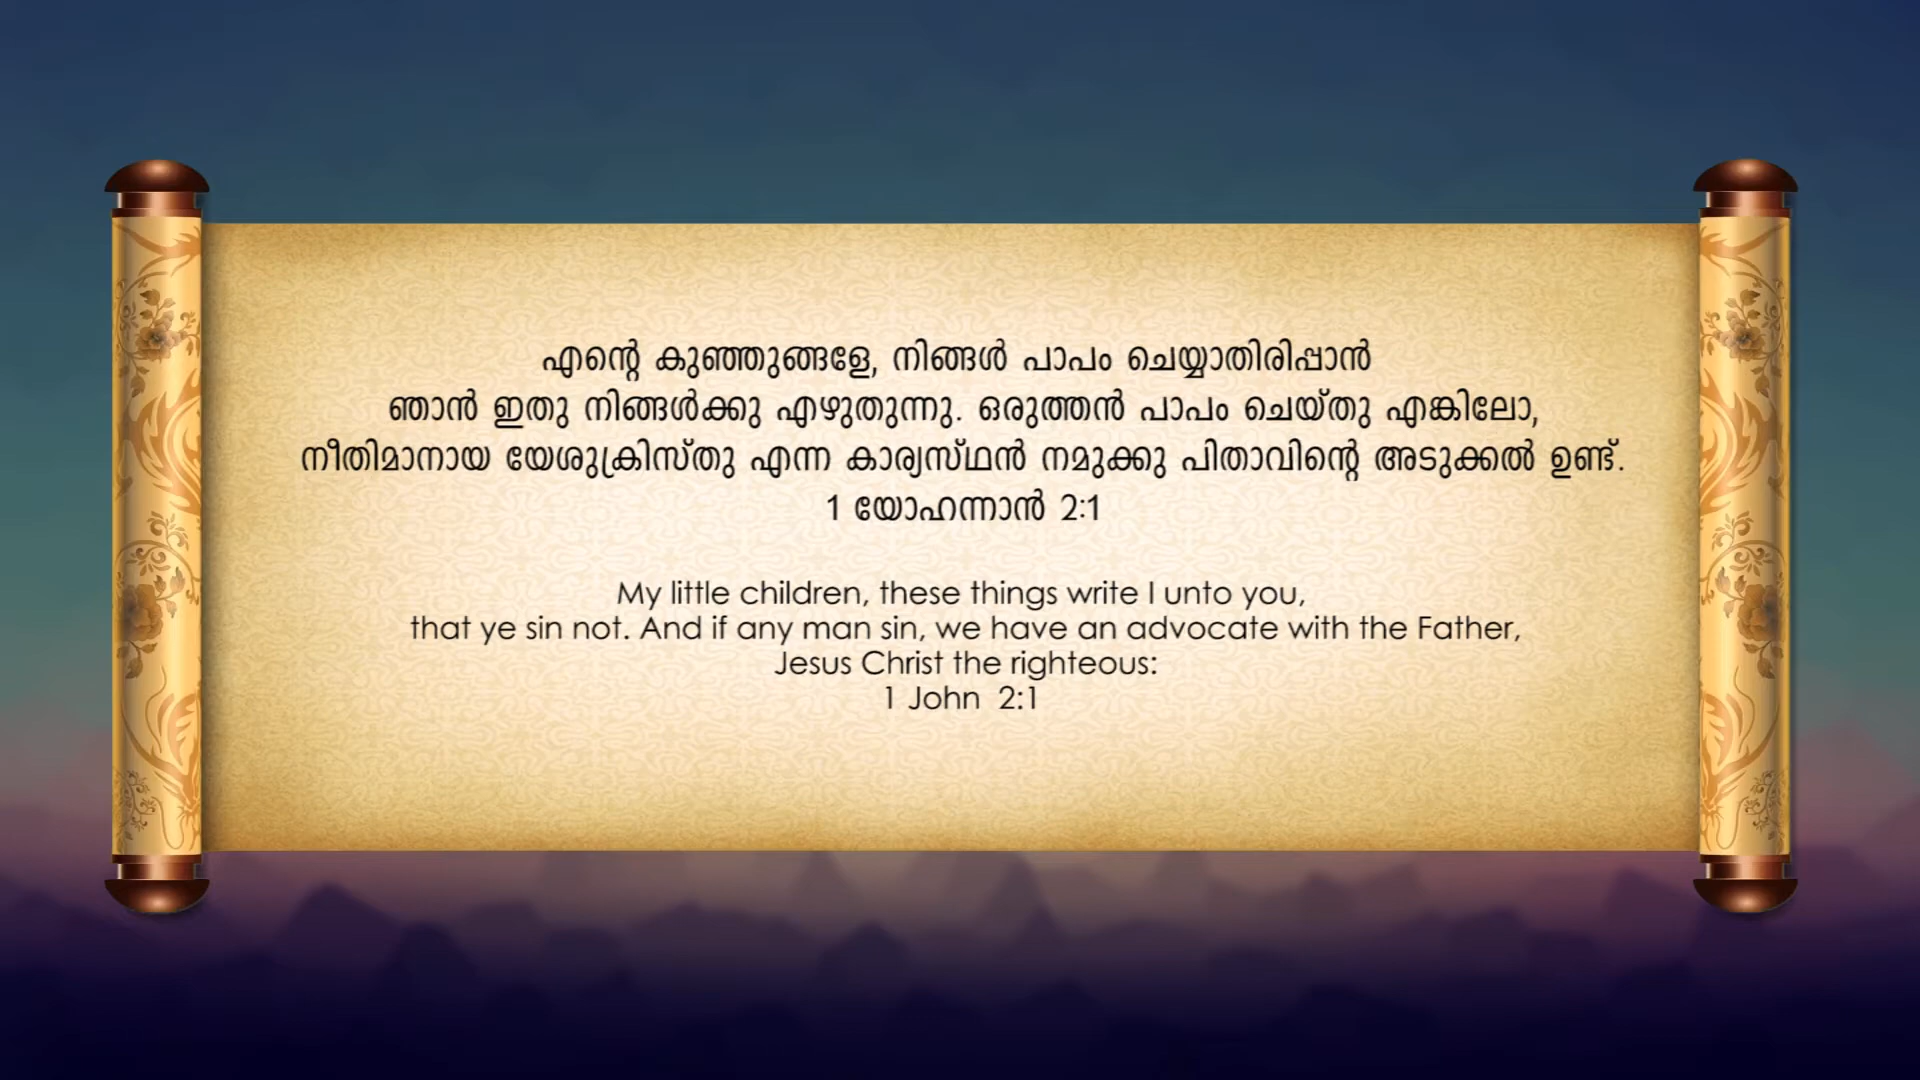 എന്റെ കുഞ്ഞുങ്ങളേ, നിങ്ങൾ പാപം ചെയ്യാതിരിപ്പാൻ
ഞാൻ ഇതു നിങ്ങൾക്കു എഴുതുന്നു. ഒരുത്തൻ പാപം ചെയ്തു എങ്കിലോ,
നീതിമാനായ യേശുക്രിസ്തു എന്ന കാര്യസ്ഥൻ നമുക്കു പിതാവിന്റെ അടുക്കൽ ഉണ്ട്.
1 യോഹന്നാൻ 2:1
My little children, these things write I unto you,
that ye sin not. And if any man sin, we have an advocate with the Father,
Jesus Christ the righteous:
1 John 2:1